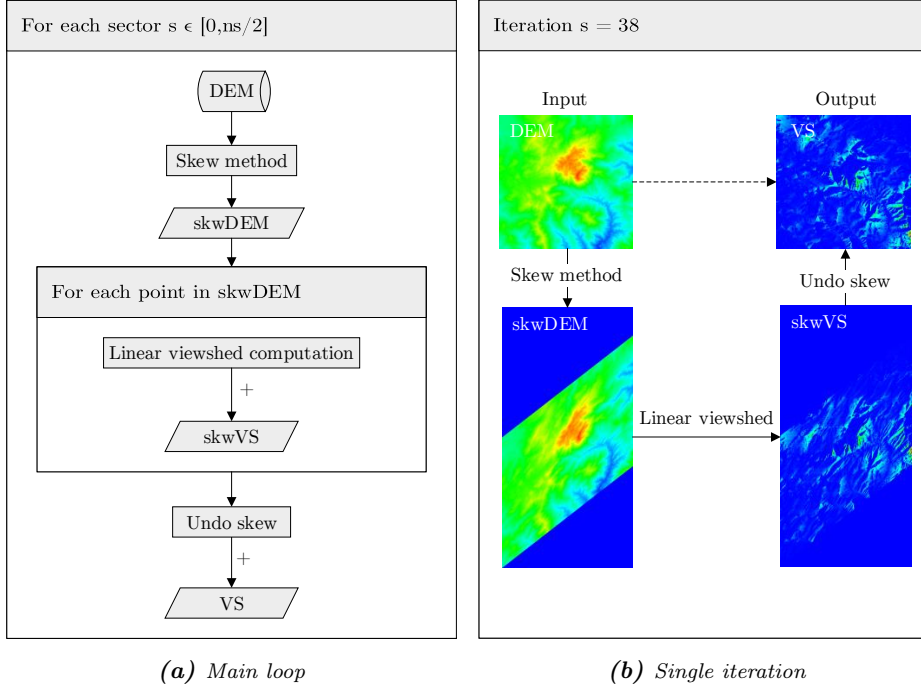 For each sector s ϵ [0,ns/2]
DEM
Skew method
skwDEM
For each point in skwDEM
Linear viewshed computation
+
skwVS
Undo skew
+
VS
(a) Main loop
Iteration s = 38
Input
Output
DEM
VS
Skew method
Undo skew
skwDEM
skwVS
Linear viewshed
(b) Single iteration